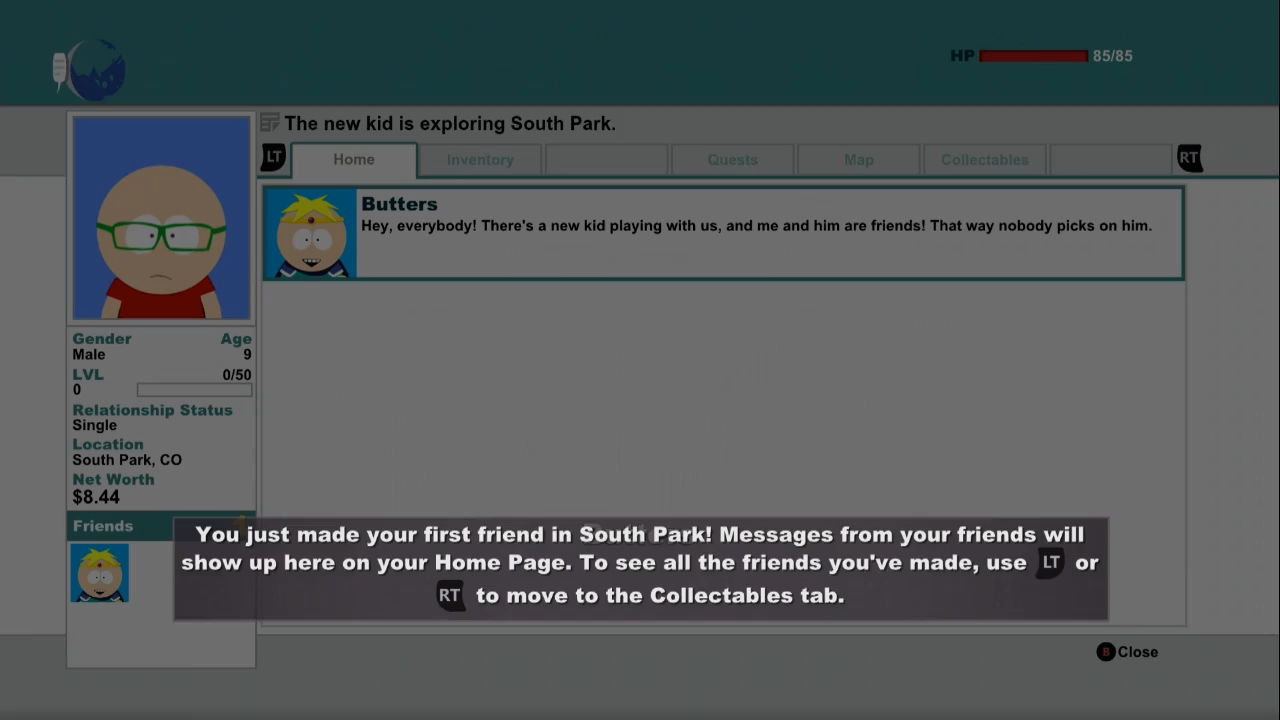 HP 85/85
The new kid is exploring South Park.
LT Home Inventory Quests Map Collectables RT
Butters
Hey, everybody! There's a new kid playing with us, and me and him are friends! That way nobody picks on him.
Gender Age
Male 9
LVL 0/50
0
Relationship Status
Single
Location
South Park, CO
Net Worth
$8.44
Friends
You just made your first friend in South Park! Messages from your friends will
show up here on your Home Page. To see all the friends you've made, use LT or
RT to move to the Collectables tab.
B Close